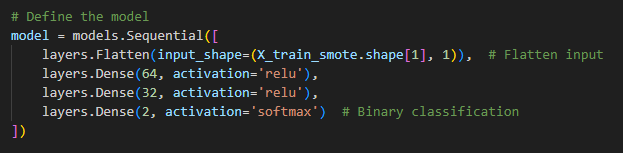 # Define the model
model = models.Sequential([
    layers.Flatten(input_shape=(X_train_smote.shape[1], 1)),  # Flatten input
    layers.Dense(64, activation='relu'),
    layers.Dense(32, activation='relu'),
    layers.Dense(2, activation='softmax')  # Binary classification
])